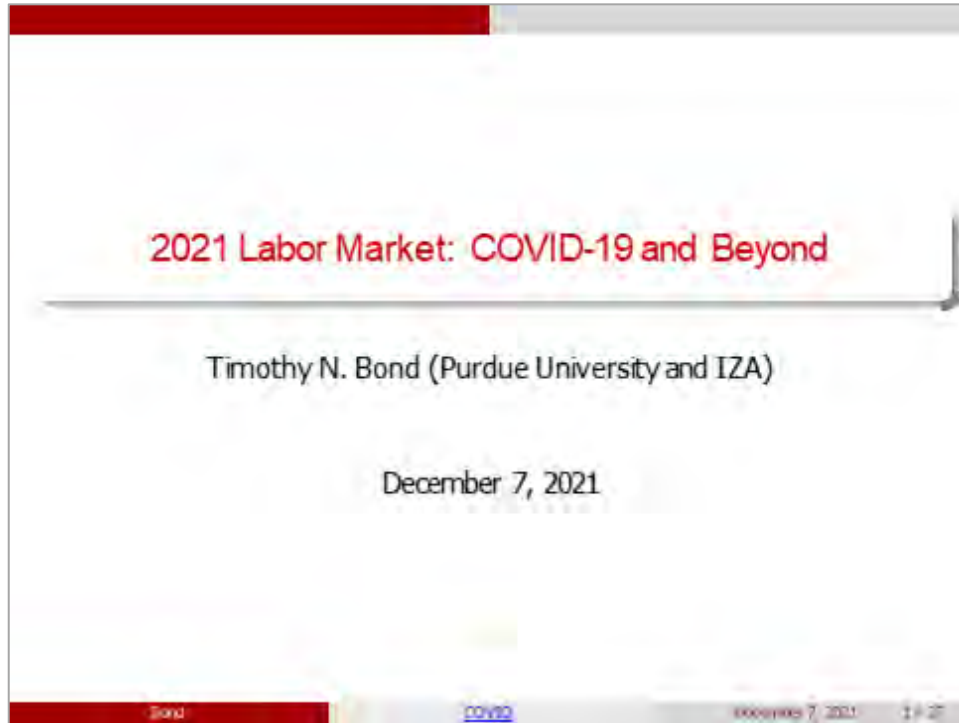 2021 Labor Market: COVID-19 and Beyond
Timothy N. Bond (Purdue University and IZA)
December 7, 2021
Bond
COVID
December 7, 2021